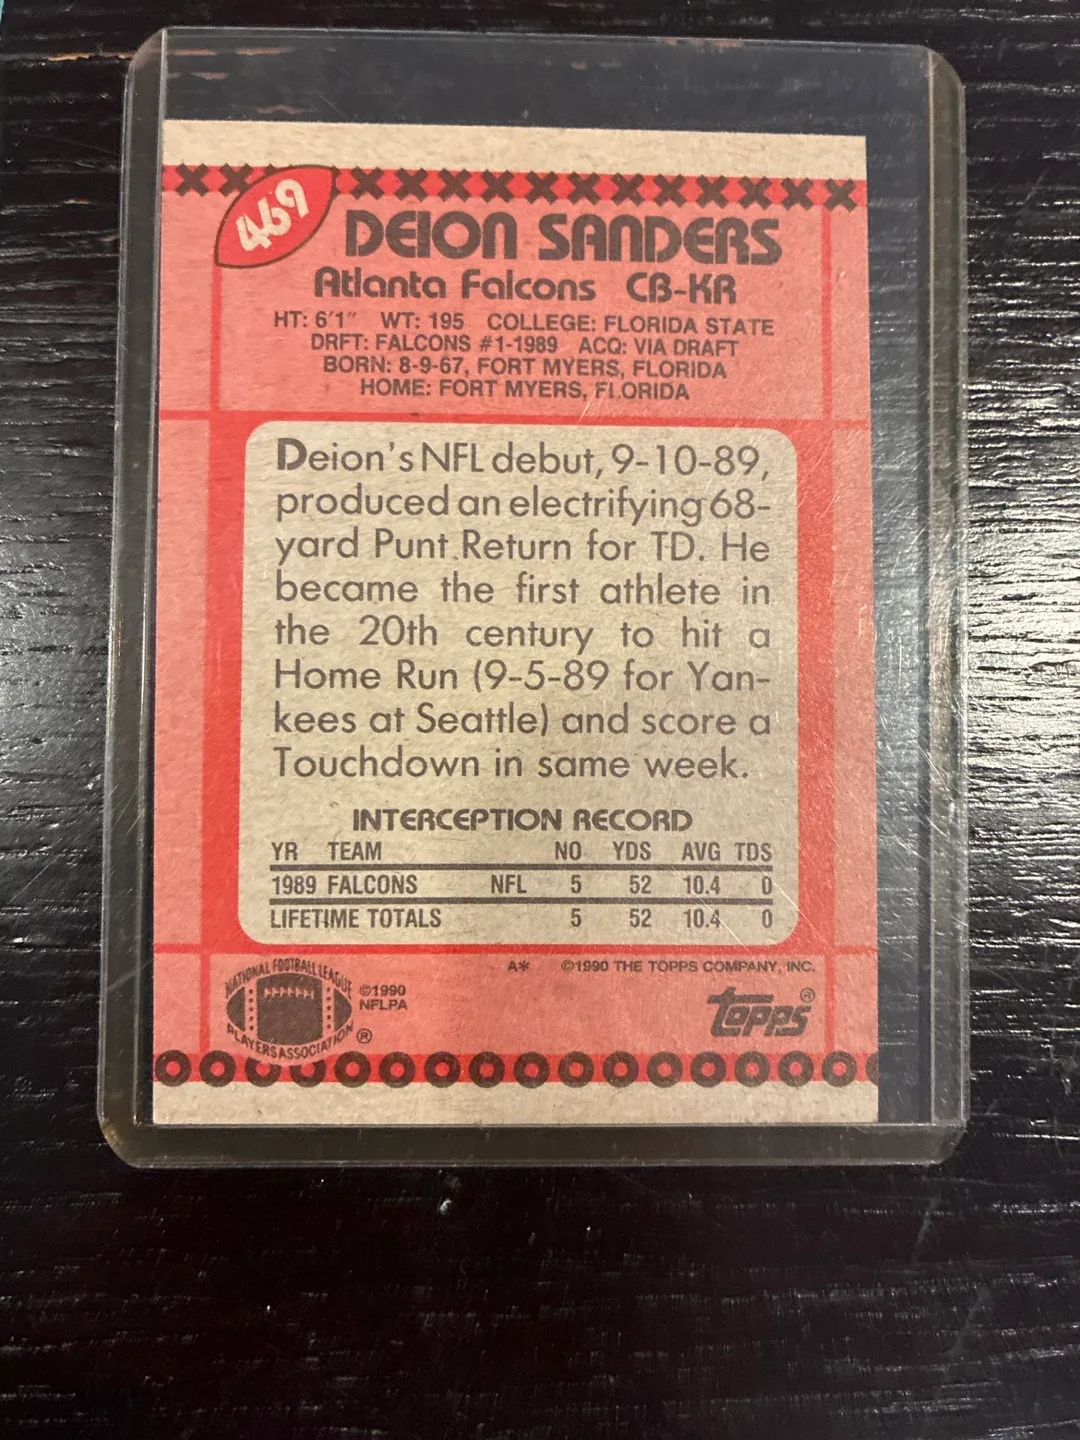 469
DEION SANDERS
Atlanta Falcons CB-KR
HT: 6'1" WT: 195 COLLEGE: FLORIDA STATE
DRFT: FALCONS #1-1989 ACQ: VIA DRAFT
BORN: 8-9-67, FORT MYERS, FLORIDA
HOME: FORT MYERS, FLORIDA
Deion's NFL debut, 9-10-89,
produced an electrifying 68-
yard Punt Return for TD. He
became the first athlete in
the 20th century to hit a
Home Run (9-5-89 for Yan-
kees at Seattle) and score a
Touchdown in same week.
INTERCEPTION RECORD
YR TEAM NO YDS AVG TDS
1989 FALCONS NFL 5 52 10.4 0
LIFETIME TOTALS 5 52 10.4 0
A* ©1990 THE TOPPS COMPANY, INC.
NATIONAL FOOTBALL LEAGUE
PLAYERS ASSOCIATION ®
©1990
NFLPA
topps®